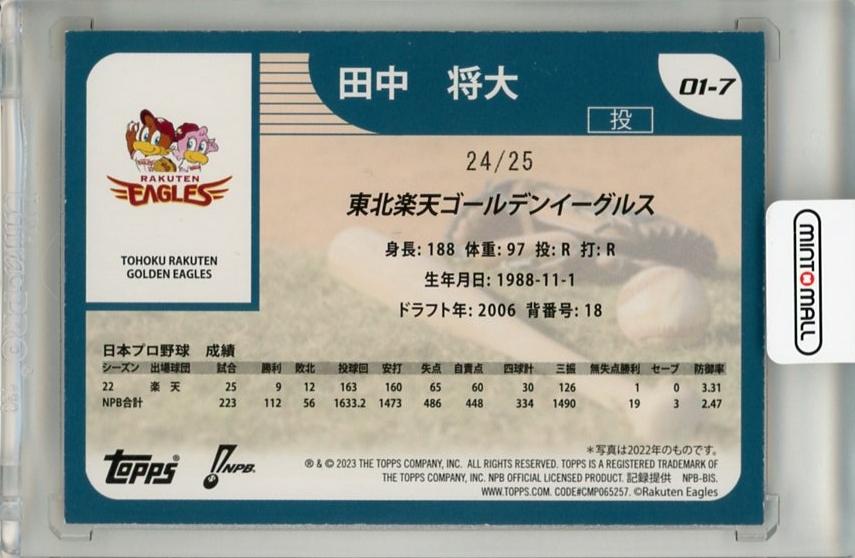 田中 将大
01-7
投
24/25
RAKUTEN
EAGLES
TOHOKU RAKUTEN
GOLDEN EAGLES
東北楽天ゴールデンイーグルス
身長: 188 体重: 97 投: R 打: R
生年月日: 1988-11-1
ドラフト年: 2006 背番号: 18
MINT MALL
日本プロ野球 成績
シーズン 出場球団 試合 勝利 敗北 投球回 安打 失点 自責点 四球計 三振 無失点勝利 セーブ 防御率
22 楽天 25 9 12 163 160 65 60 30 126 1 0 3.31
NPB合計 223 112 56 1633.2 1473 486 448 334 1490 19 3 2.47
＊写真は2022年のものです。
topps®
NPB.
® & © 2023 THE TOPPS COMPANY, INC. ALL RIGHTS RESERVED. TOPPS IS A REGISTERED TRADEMARK OF
THE TOPPS COMPANY, INC. NPB OFFICIAL LICENSED PRODUCT. 記録提供 NPB-BIS.
WWW.TOPPS.COM. CODE#CMP065257. ©Rakuten Eagles